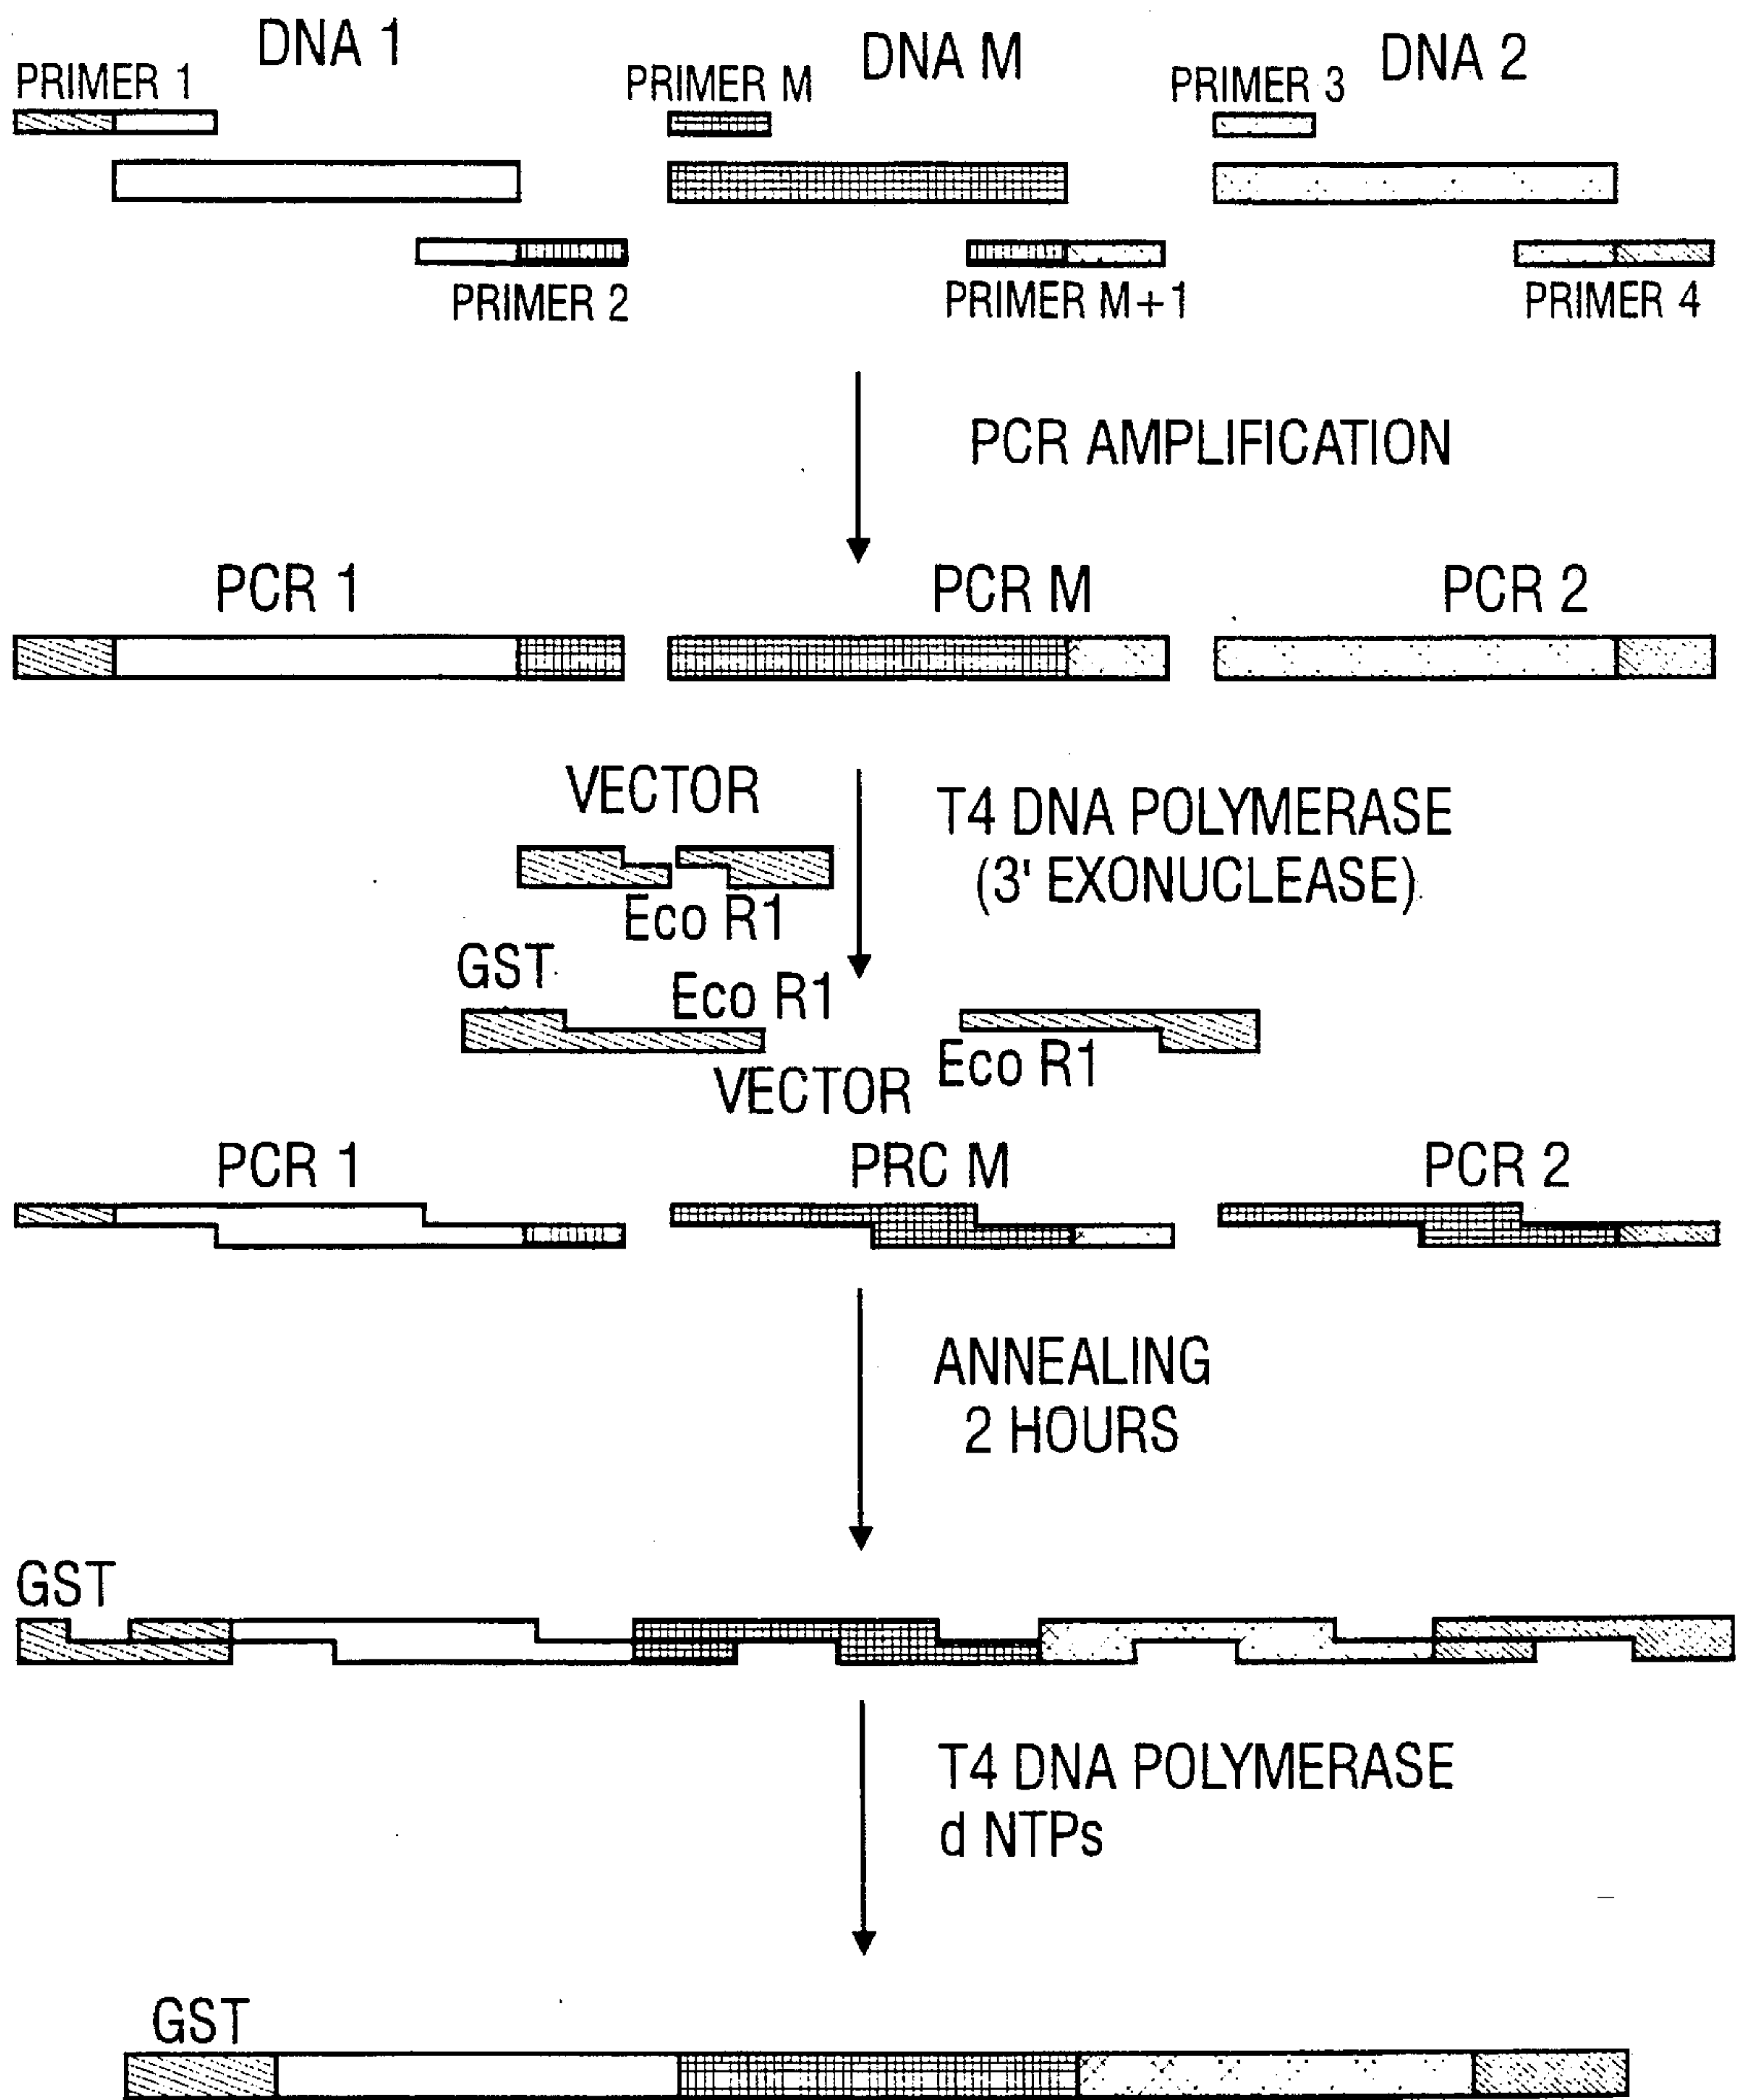 DNA 1
DNA M
DNA 2
PRIMER 1
PRIMER M
PRIMER 3
PRIMER 2
PRIMER M+1
PRIMER 4
PCR AMPLIFICATION
PCR 1
PCR M
PCR 2
VECTOR
T4 DNA POLYMERASE
(3' EXONUCLEASE)
Eco R1
GST
Eco R1
Eco R1
VECTOR
PCR 1
PRC M
PCR 2
ANNEALING
2 HOURS
GST
T4 DNA POLYMERASE
d NTPs
GST